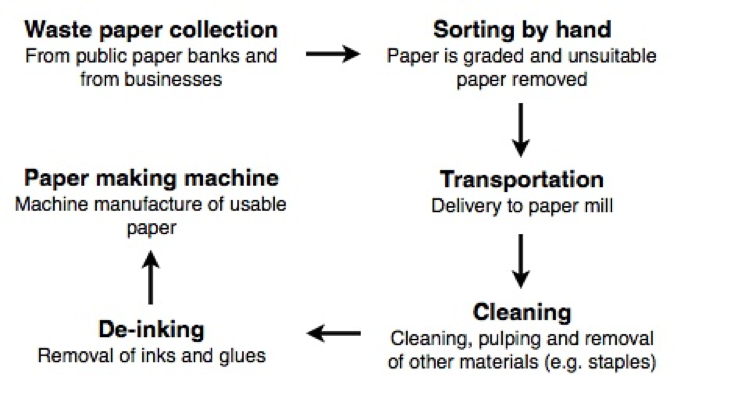 Waste paper collection
From public paper banks and
from businesses
Sorting by hand
Paper is graded and unsuitable
paper removed
Transportation
Delivery to paper mill
Cleaning
Cleaning, pulping and removal
of other materials (e.g. staples)
De-inking
Removal of inks and glues
Paper making machine
Machine manufacture of usable
paper